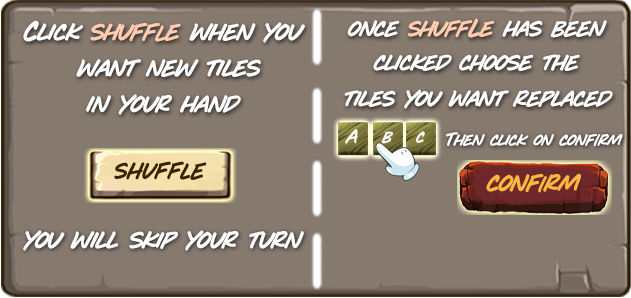 Click SHUFFLE WHEN YOU
WANT NEW TILES
IN YOUR HAND
SHUFFLE
YOU WILL SKIP YOUR TURN
ONCE SHUFFLE HAS BEEN
CLICKED CHOOSE THE
TILES YOU WANT REPLACED
A B C THEN CLICK ON CONFIRM
CONFIRM